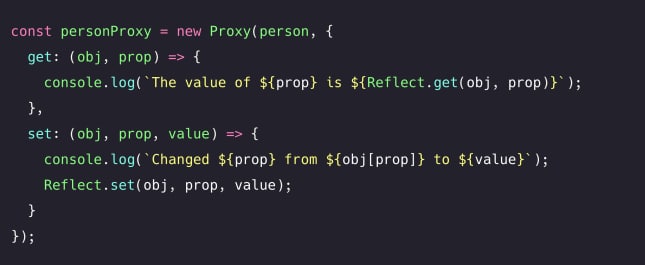 const personProxy = new Proxy(person, {
  get: (obj, prop) => {
    console.log(`The value of ${prop} is ${Reflect.get(obj, prop)}`);
  },
  set: (obj, prop, value) => {
    console.log(`Changed ${prop} from ${obj[prop]} to ${value}`);
    Reflect.set(obj, prop, value);
  }
});